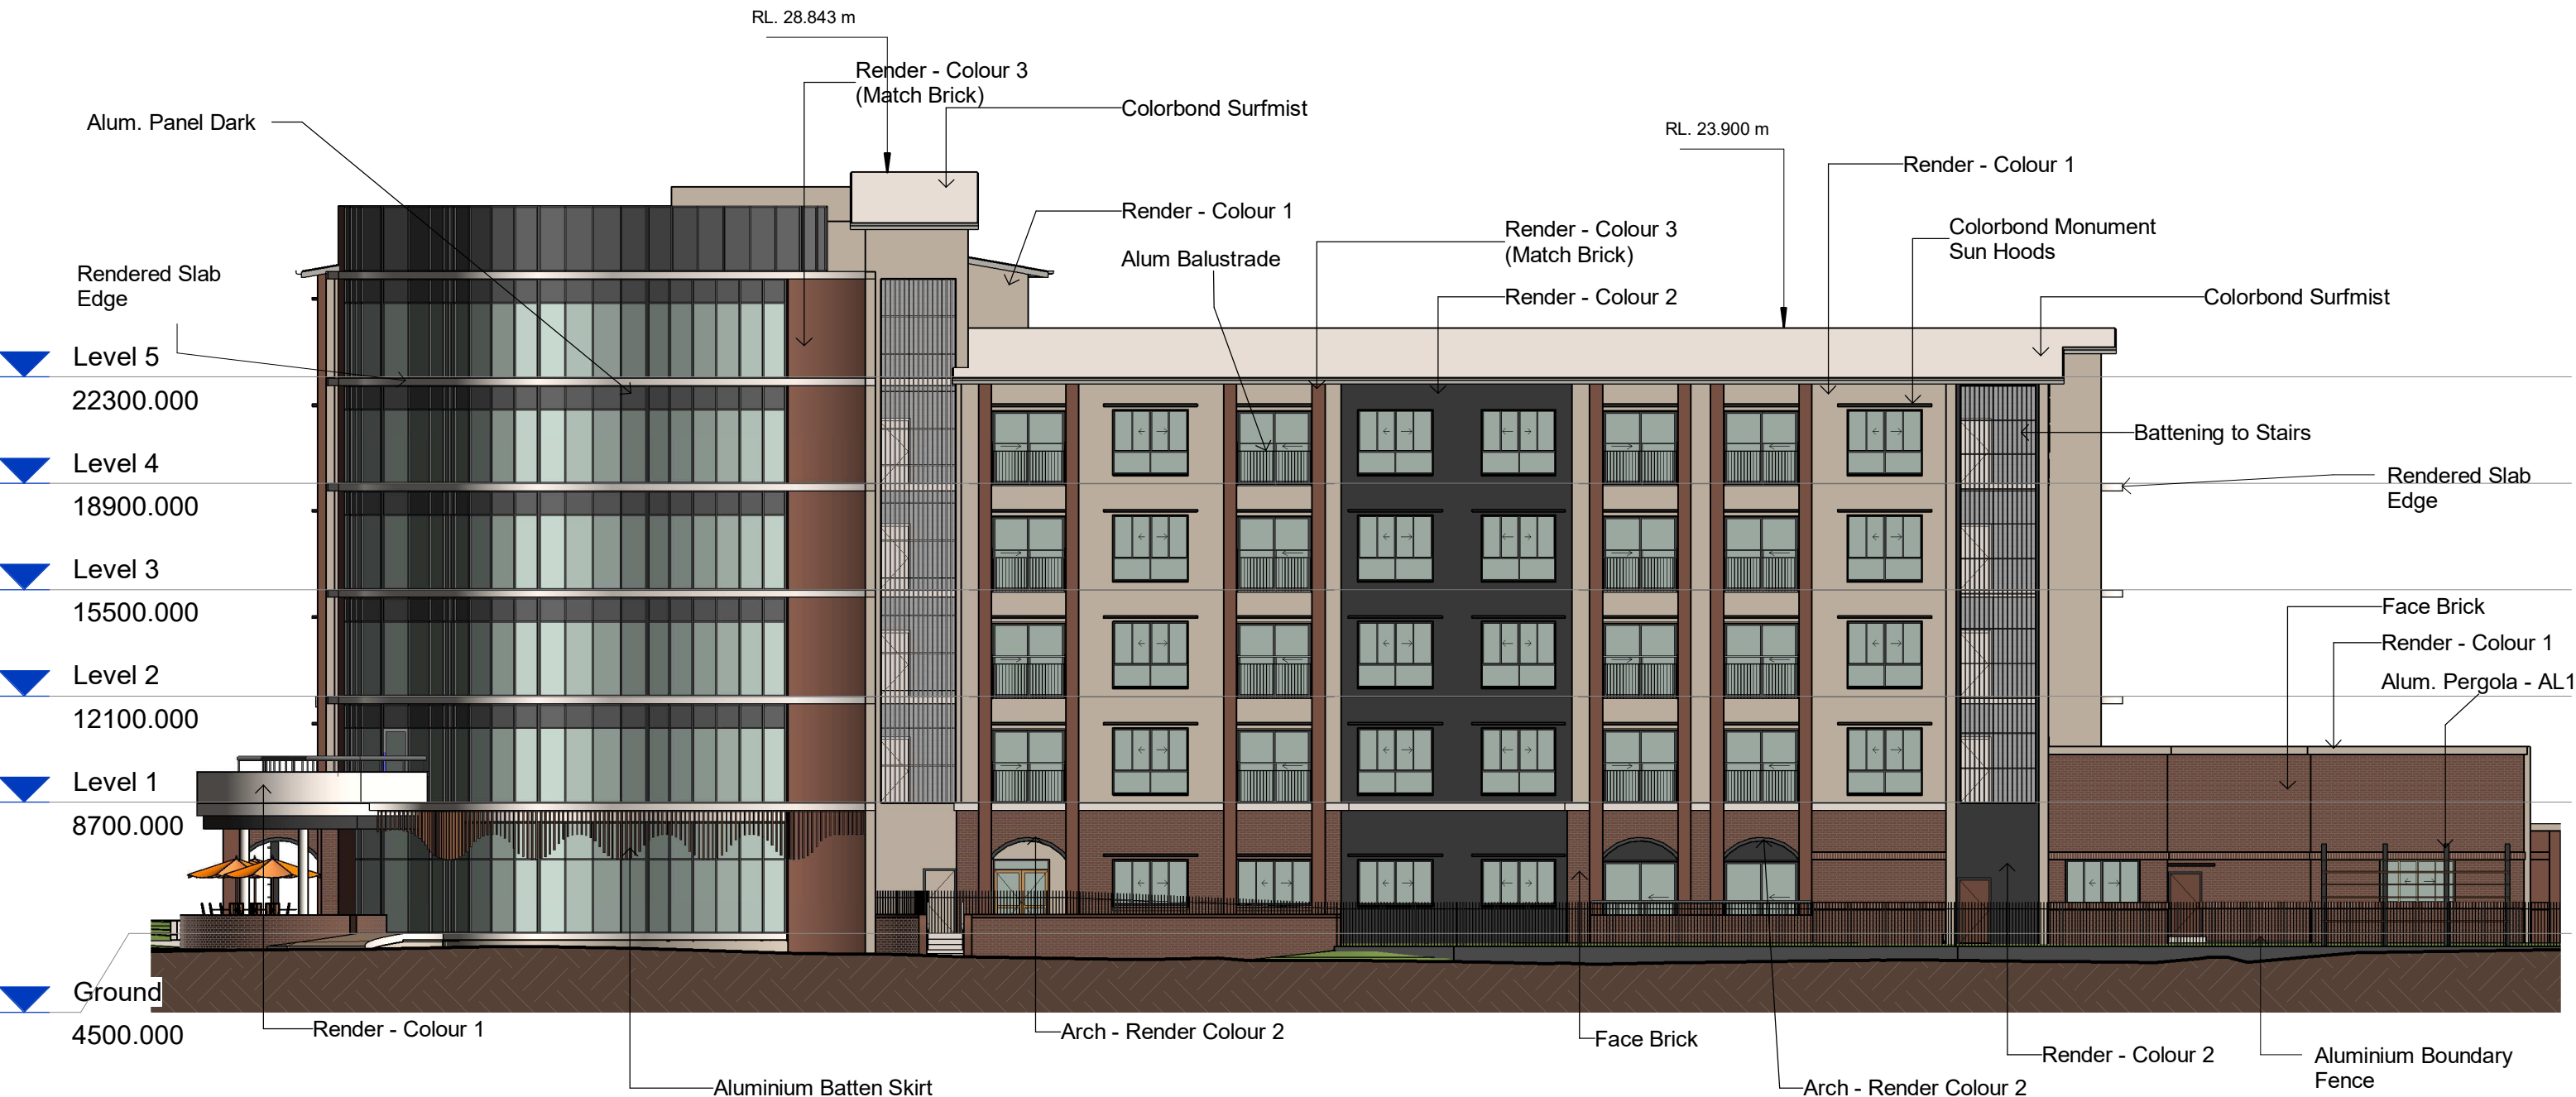 RL. 28.843 m
Render - Colour 3
(Match Brick)
Colorbond Surfmist
Alum. Panel Dark
RL. 23.900 m
Render - Colour 1
Render - Colour 1
Colorbond Monument
Sun Hoods
Render - Colour 3
(Match Brick)
Alum Balustrade
Rendered Slab
Edge
Render - Colour 2
Colorbond Surfmist
Level 5
22300.000
Battening to Stairs
Level 4
18900.000
Rendered Slab
Edge
Level 3
15500.000
Face Brick
Render - Colour 1
Level 2
12100.000
Alum. Pergola - AL1
Level 1
8700.000
Ground
4500.000
Render - Colour 1
Arch - Render Colour 2
Face Brick
Render - Colour 2
Aluminium Boundary
Fence
Aluminium Batten Skirt
Arch - Render Colour 2